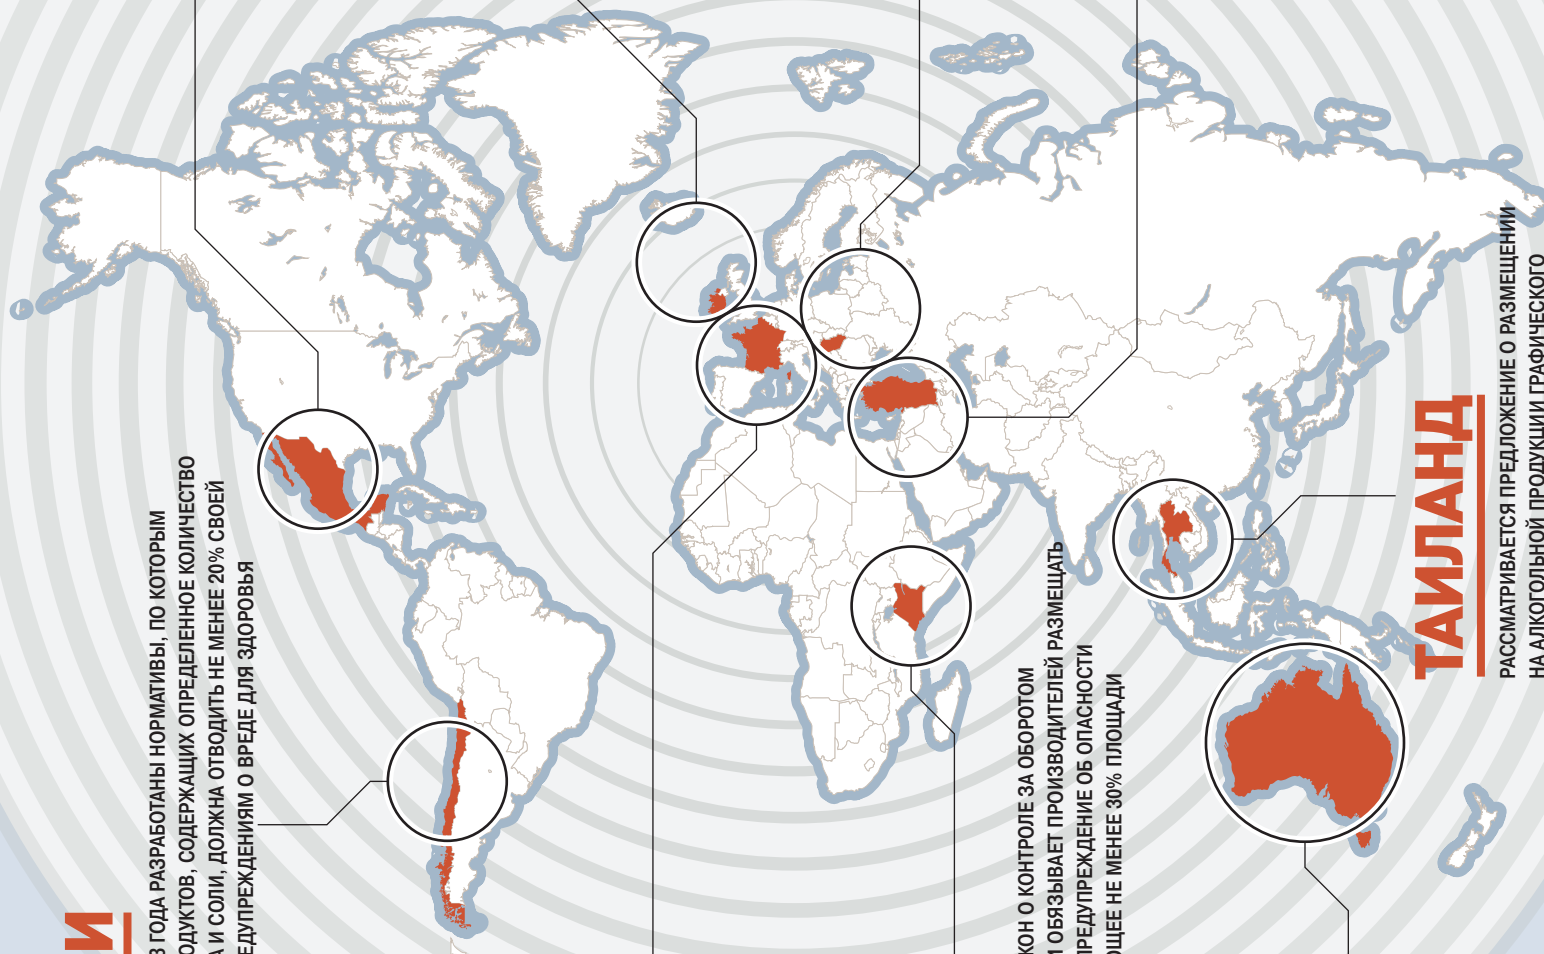 И
ГОДА РАЗРАБОТАНЫ НОРМАТИВЫ, ПО КОТОРЫМ
ОДУКТОВ, СОДЕРЖАЩИХ ОПРЕДЕЛЕННОЕ КОЛИЧЕСТВО
А И СОЛИ, ДОЛЖНА ОТВОДИТЬ НЕ МЕНЕЕ 20% СВОЕЙ
ЕДУПРЕЖДЕНИЯМ О ВРЕДЕ ДЛЯ ЗДОРОВЬЯ
КОН О КОНТРОЛЕ ЗА ОБОРОТОМ
И ОБЯЗЫВАЕТ ПРОИЗВОДИТЕЛЕЙ РАЗМЕЩАТЬ
ПРЕДУПРЕЖДЕНИЕ ОБ ОПАСНОСТИ
ЮЩЕЕ НЕ МЕНЕЕ 30% ПЛОЩАДИ
ТАИЛАНД
РАССМАТРИВАЕТСЯ ПРЕДЛОЖЕНИЕ О РАЗМЕЩЕНИИ
НА АЛКОГОЛЬНОЙ ПРОДУКЦИИ ГРАФИЧЕСКОГО